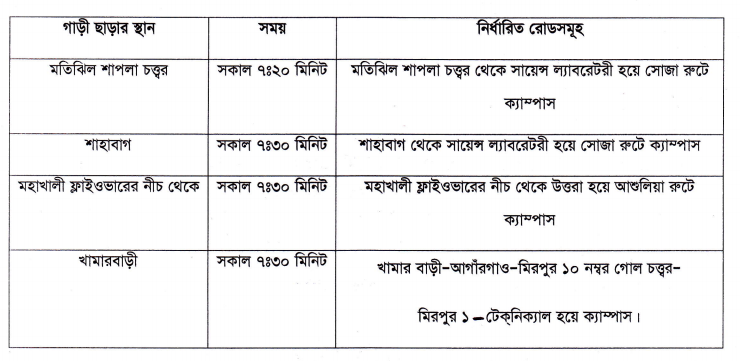 গাড়ী ছাড়ার স্থান সময় নির্ধারিত রোডসমূহ
মতিঝিল শাপলা চত্ত্বর সকাল ৭ঃ২০ মিনিট মতিঝিল শাপলা চত্ত্বর থেকে সায়েন্স ল্যাবরেটরী হয়ে সোজা রুটে
ক্যাম্পাস
শাহাবাগ সকাল ৭ঃ৩০ মিনিট শাহাবাগ থেকে সায়েন্স ল্যাবরেটরী হয়ে সোজা রুটে ক্যাম্পাস
মহাখালী ফ্লাইওভারের নীচ থেকে সকাল ৭ঃ৩০ মিনিট মহাখালী ফ্লাইওভারের নীচ থেকে উত্তরা হয়ে আশুলিয়া রুটে
ক্যাম্পাস
খামারবাড়ী সকাল ৭ঃ৩০ মিনিট খামার বাড়ী-আগাঁরগাও-মিরপুর ১০ নম্বর গোল চত্ত্বর-
মিরপুর ১ –টেক্‌নিক্যাল হয়ে ক্যাম্পাস।